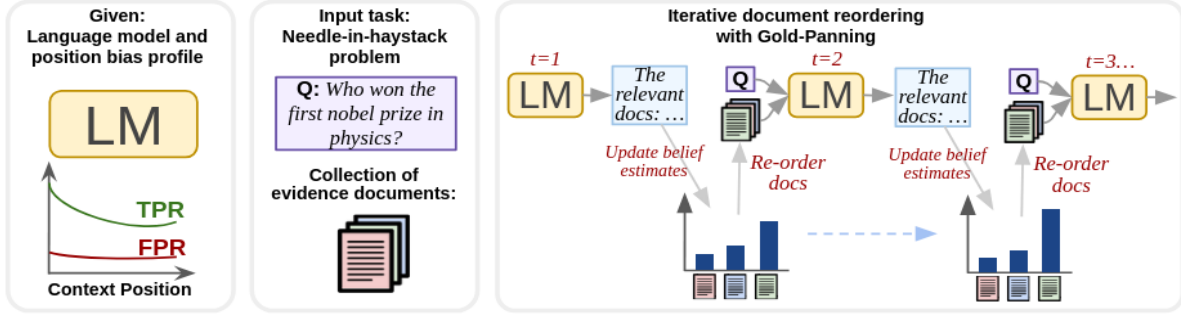 Given:
Language model and
position bias profile
LM
TPR
FPR
Context Position
Input task:
Needle-in-haystack
problem
Q: Who won the
first nobel prize in
physics?
Collection of
evidence documents:
Iterative document reordering
with Gold-Panning
t=1
LM
The
relevant
docs: ...
Update belief
estimates
Q
Re-order
docs
t=2
LM
The
relevant
docs: ...
Update belief
estimates
Q
Re-order
docs
t=3...
LM